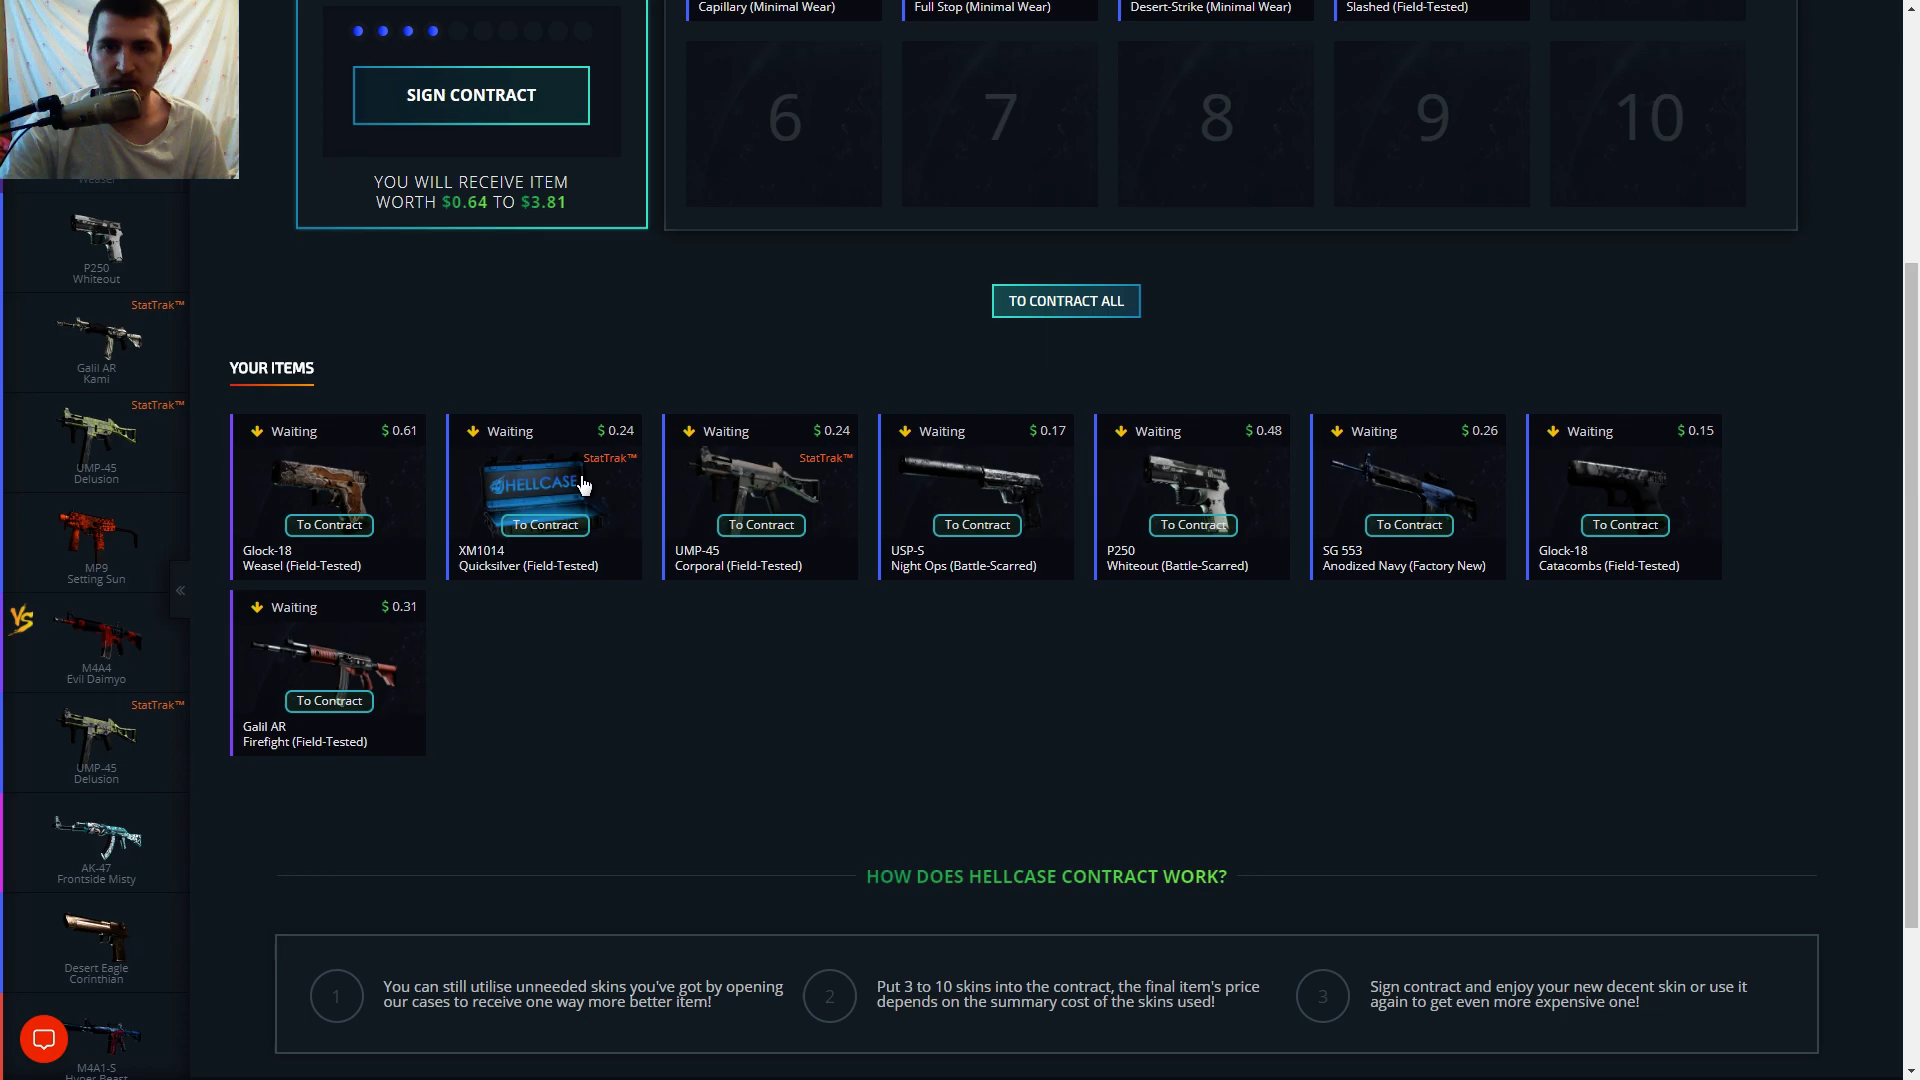 Capillary (Minimal Wear)
Full Stop (Minimal Wear)
Desert-Strike (Minimal Wear)
Slashed (Field-Tested)
SIGN CONTRACT
YOU WILL RECEIVE ITEM
WORTH $0.64 TO $3.81
6
7
8
9
10
TO CONTRACT ALL
YOUR ITEMS
Waiting
$ 0.61
To Contract
Glock-18
Weasel (Field-Tested)
Waiting
$ 0.24
StatTrak™
HELLCASE
To Contract
XM1014
Quicksilver (Field-Tested)
Waiting
$ 0.24
StatTrak™
To Contract
UMP-45
Corporal (Field-Tested)
Waiting
$ 0.17
To Contract
USP-S
Night Ops (Battle-Scarred)
Waiting
$ 0.48
To Contract
P250
Whiteout (Battle-Scarred)
Waiting
$ 0.26
To Contract
SG 553
Anodized Navy (Factory New)
Waiting
$ 0.15
To Contract
Glock-18
Catacombs (Field-Tested)
Waiting
$ 0.31
To Contract
Galil AR
Firefight (Field-Tested)
Weasel
P250
Whiteout
StatTrak™
Galil AR
Kami
StatTrak™
UMP-45
Delusion
MP9
Setting Sun
VS
M4A4
Evil Daimyo
StatTrak™
UMP-45
Delusion
AK-47
Frontside Misty
Desert Eagle
Corinthian
M4A1-S
Hyper Beast
HOW DOES HELLCASE CONTRACT WORK?
1
You can still utilise unneeded skins you've got by opening
our cases to receive one way more better item!
2
Put 3 to 10 skins into the contract, the final item's price
depends on the summary cost of the skins used!
3
Sign contract and enjoy your new decent skin or use it
again to get even more expensive one!